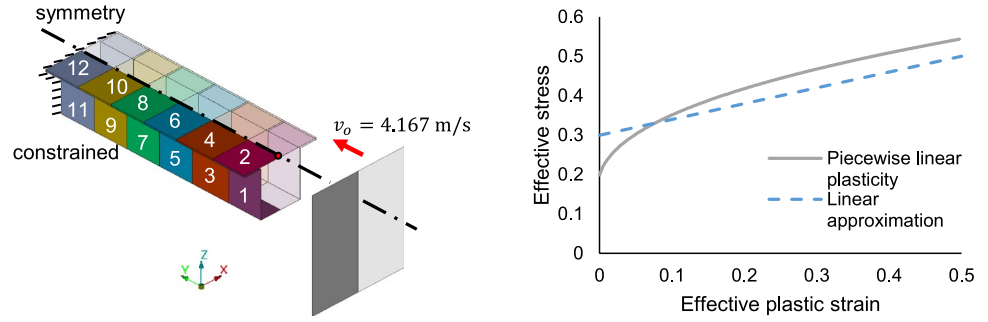 symmetry
12
10
8
6
4
2
11
9
7
5
3
1
constrained
v_o = 4.167 m/s
Z
Y
X
0.6
0.5
0.4
0.3
0.2
0.1
0
Effective stress
Piecewise linear
plasticity
Linear
approximation
0
0.1
0.2
0.3
0.4
0.5
Effective plastic strain